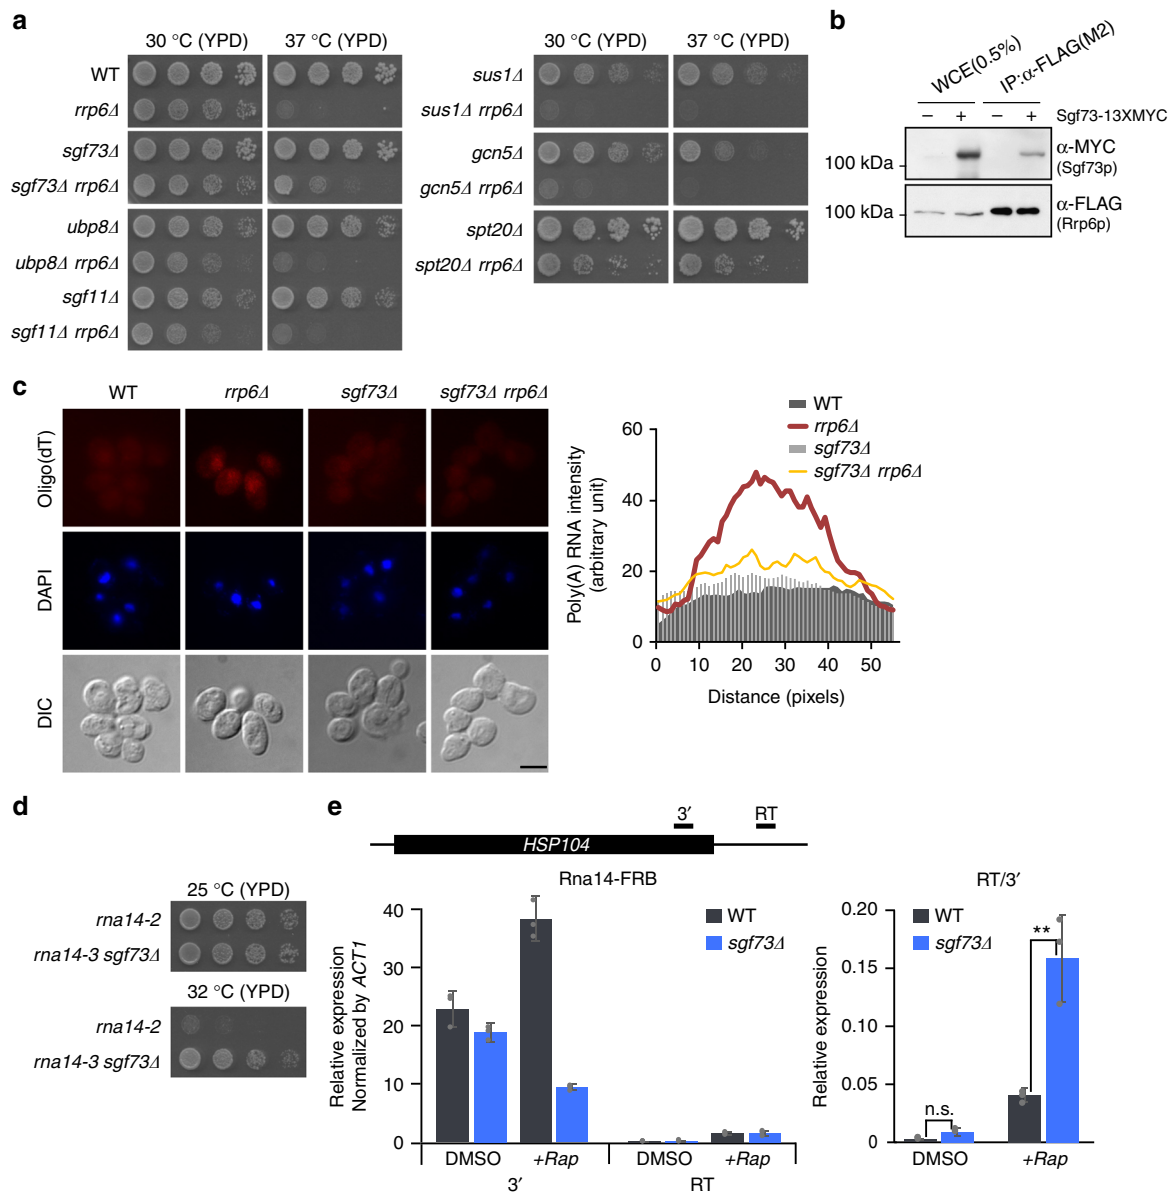 a
30 °C (YPD)
37 °C (YPD)
WT
rrp6Δ
sgf73Δ
sgf73Δ rrp6Δ
ubp8Δ
ubp8Δ rrp6Δ
sgf11Δ
sgf11Δ rrp6Δ
30 °C (YPD)
37 °C (YPD)
sus1Δ
sus1Δ rrp6Δ
gcn5Δ
gcn5Δ rrp6Δ
spt20Δ
spt20Δ rrp6Δ
b
WCE(0.5%)
IP:α-FLAG(M2)
– + – + Sgf73-13XMYC
100 kDa
α-MYC
(Sgf73p)
100 kDa
α-FLAG
(Rrp6p)
c
WT
rrp6Δ
sgf73Δ
sgf73Δ rrp6Δ
Oligo(dT)
DAPI
DIC
WT
rrp6Δ
sgf73Δ
sgf73Δ rrp6Δ
Poly(A) RNA intensity
(arbitrary unit)
60
40
20
0
0 10 20 30 40 50
Distance (pixels)
d
25 °C (YPD)
rna14-2
rna14-3 sgf73Δ
32 °C (YPD)
rna14-2
rna14-3 sgf73Δ
e
3′
RT
HSP104
Rna14-FRB
WT
sgf73Δ
Relative expression
Normalized by ACT1
40
30
20
10
0
DMSO +Rap DMSO +Rap
3′ RT
RT/3′
WT
sgf73Δ
Relative expression
0.20
0.15
0.10
0.05
0
n.s.
**
DMSO +Rap